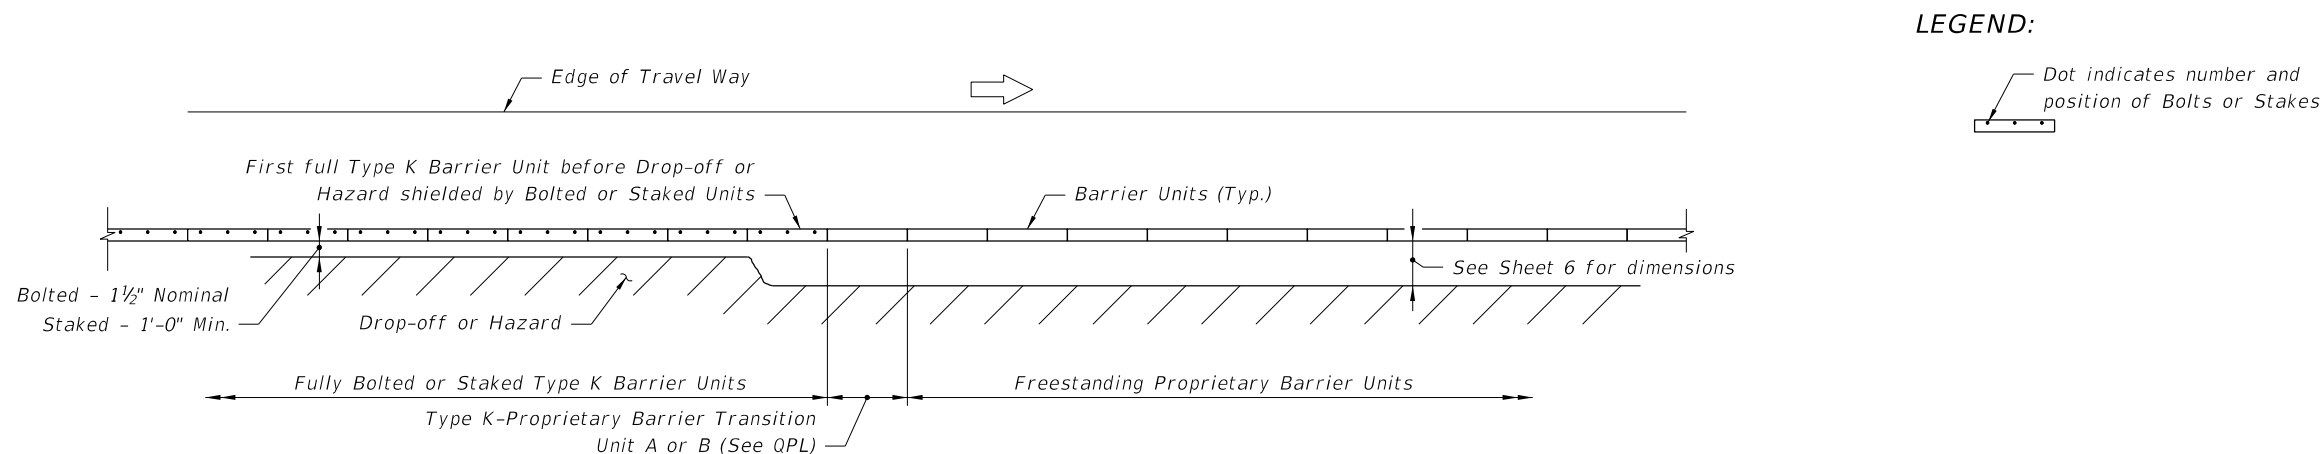 LEGEND:
Edge of Travel Way
Dot indicates number and
position of Bolts or Stakes
First full Type K Barrier Unit before Drop-off or
Hazard shielded by Bolted or Staked Units
Barrier Units (Typ.)
See Sheet 6 for dimensions
Bolted - 1½" Nominal
Staked - 1'-0" Min.
Drop-off or Hazard
Fully Bolted or Staked Type K Barrier Units
Freestanding Proprietary Barrier Units
Type K-Proprietary Barrier Transition
Unit A or B (See QPL)